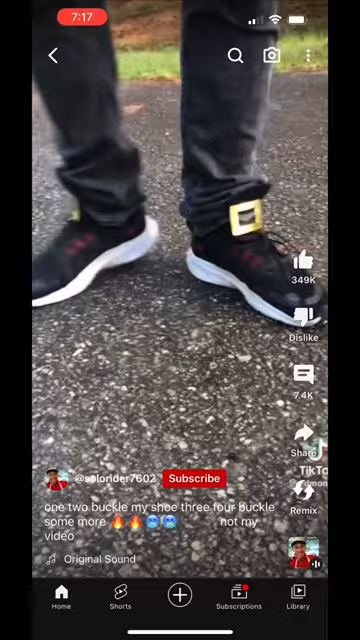 7:17
349K
Dislike
7.4K
Share
TikTo
@solorider7602
Subscribe
Remix
one two buckle my shoe three four buckle
some more 🔥🔥🥶🥶 not my
video
Original Sound
Home
Shorts
Subscriptions
Library